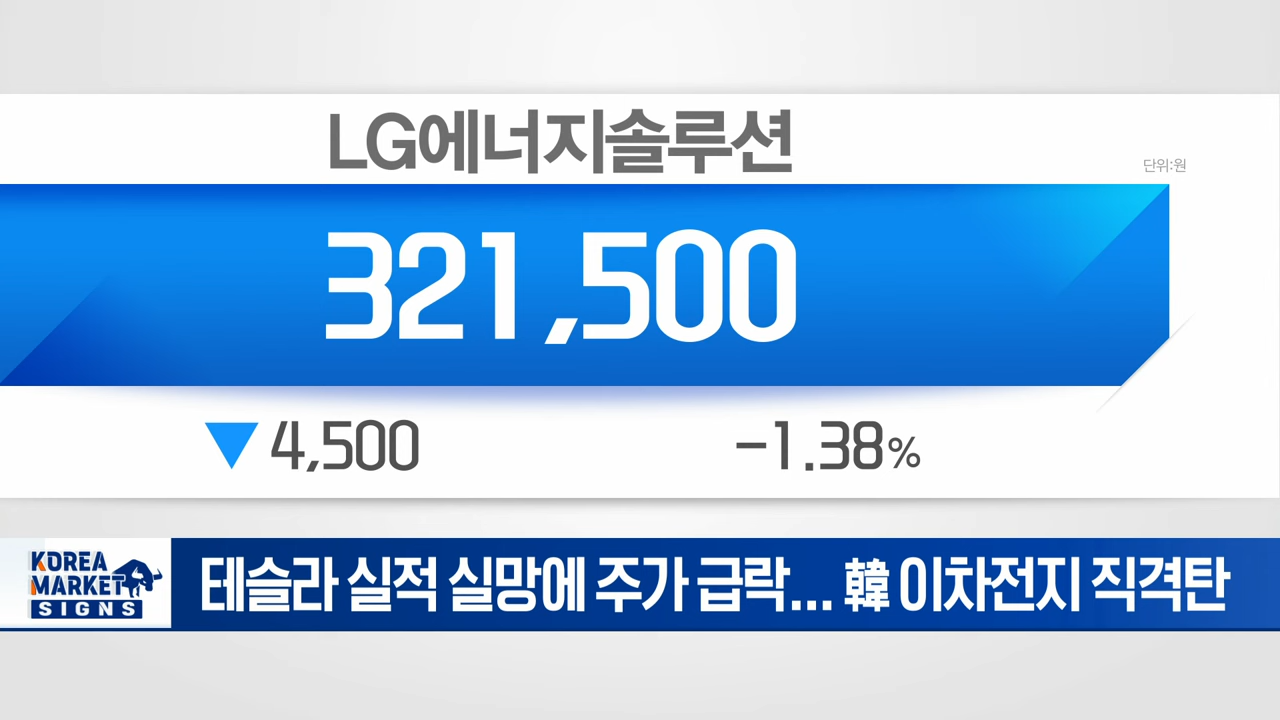 LG에너지솔루션
단위:원
321,500
▼4,500
-1.38%
KOREA
MARKET
SIGNS
테슬라 실적 실망에 주가 급락... 韓 이차전지 직격탄